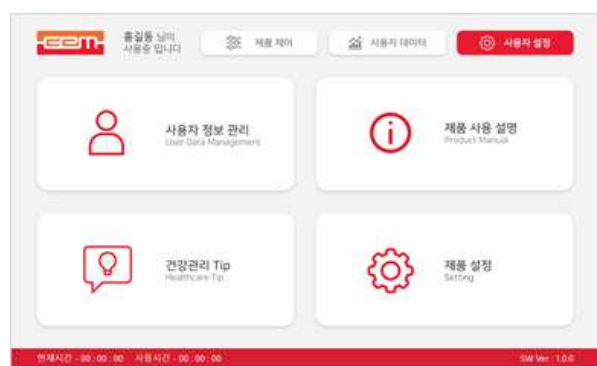 cem
홍길동 님이
사용중 입니다
제품 제어
사용자 데이터
사용자 설정
사용자 정보 관리
User Data Management
제품 사용 설명
Product Manual
건강관리 Tip
Healthcare Tip
제품 설정
Setting
현재시간 - 00 : 00 : 00 사용시간 - 00 : 00 : 00
SW Ver : 1.0.0